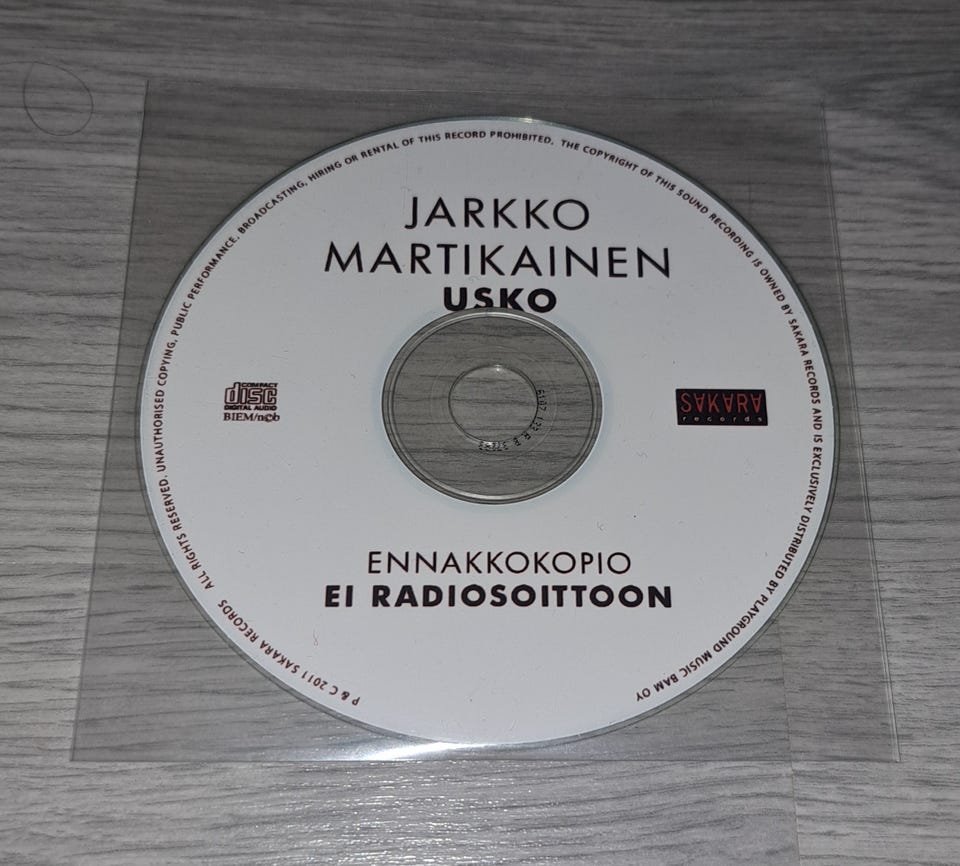 JARKKO
MARTIKAINEN
USKO
COMPACT
disc
DIGITAL AUDIO
BIEM/n©b
SAKARA
records
ENNAKKOKOPIO
EI RADIOSOITTOON
P & C 2011 SAKARA RECORDS ALL RIGHTS RESERVED. UNAUTHORISED COPYING, PUBLIC PERFORMANCE, BROADCASTING, HIRING OR RENTAL OF THIS RECORD PROHIBITED. THE COPYRIGHT OF THIS SOUND RECORDING IS OWNED BY SAKARA RECORDS AND IS EXCLUSIVELY DISTRIBUTED BY PLAYGROUND MUSIC BAM OY